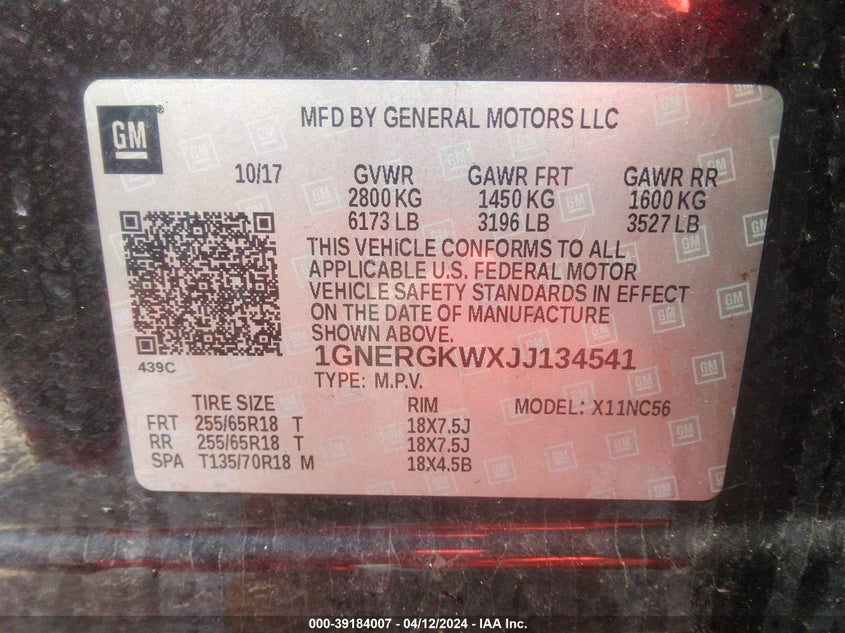 GM
MFD BY GENERAL MOTORS LLC
10/17 GVWR GAWR FRT GAWR RR
2800 KG 1450 KG 1600 KG
6173 LB 3196 LB 3527 LB
THIS VEHICLE CONFORMS TO ALL
APPLICABLE U.S. FEDERAL MOTOR
VEHICLE SAFETY STANDARDS IN EFFECT
ON THE DATE OF MANUFACTURE
SHOWN ABOVE.
439C
1GNERGKWXJJ134541
TYPE: M.P.V.
TIRE SIZE RIM MODEL: X11NC56
FRT 255/65R18 T 18X7.5J
RR 255/65R18 T 18X7.5J
SPA T135/70R18 M 18X4.5B
000-39184007 - 04/12/2024 - IAA Inc.